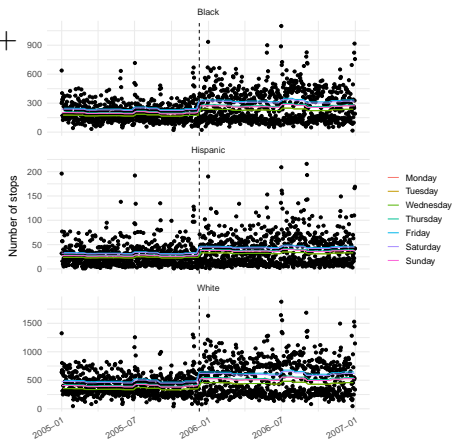 Black
900
600
300
0
Hispanic
200
150
100
50
0
Number of stops
White
1500
1000
500
0
2005–01
2005–07
2006–01
2006–07
2007–01
Monday
Tuesday
Wednesday
Thursday
Friday
Saturday
Sunday